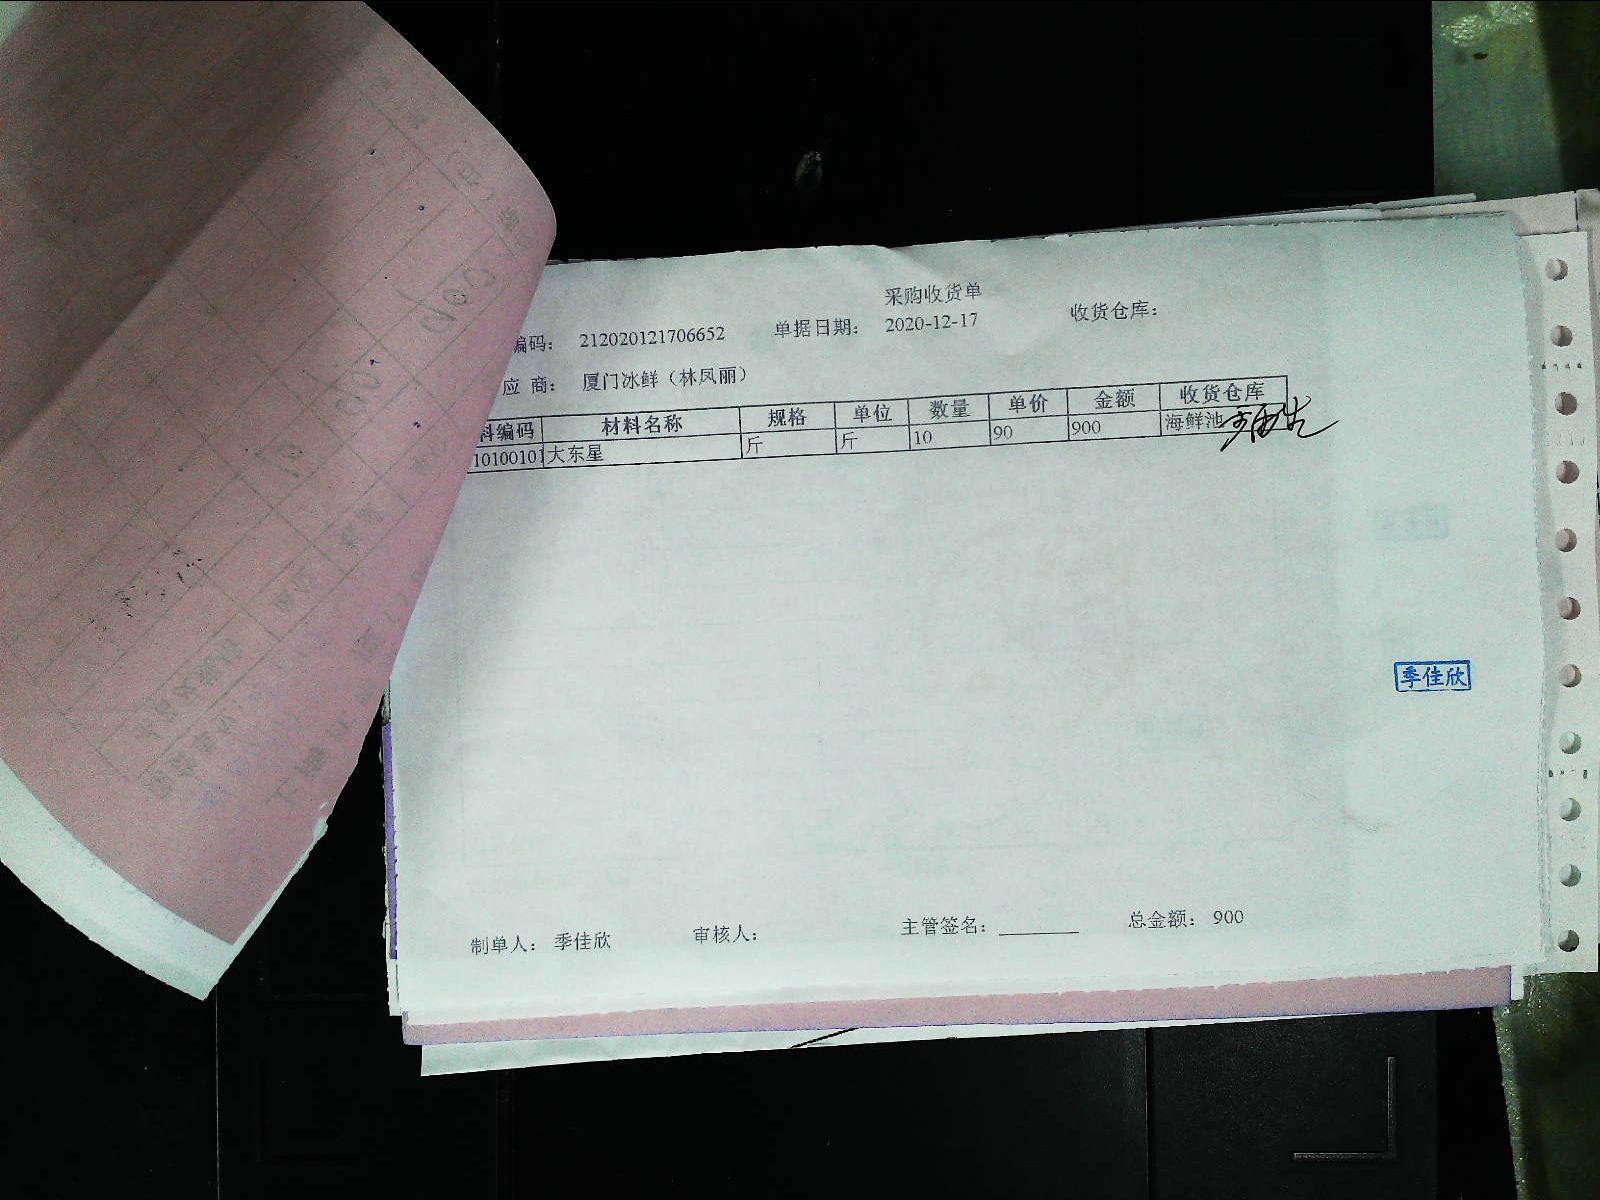 采购收货单
编码： 212020121706652 单据日期： 2020-12-17 收货仓库：
应 商： 厦门冰鲜（林凤丽）
料编码 材料名称 规格 单位 数量 单价 金额 收货仓库
10100101 大东星 斤 斤 10 90 900 海鲜池
季佳欣
制单人： 季佳欣 审核人： 主管签名： 总金额： 900